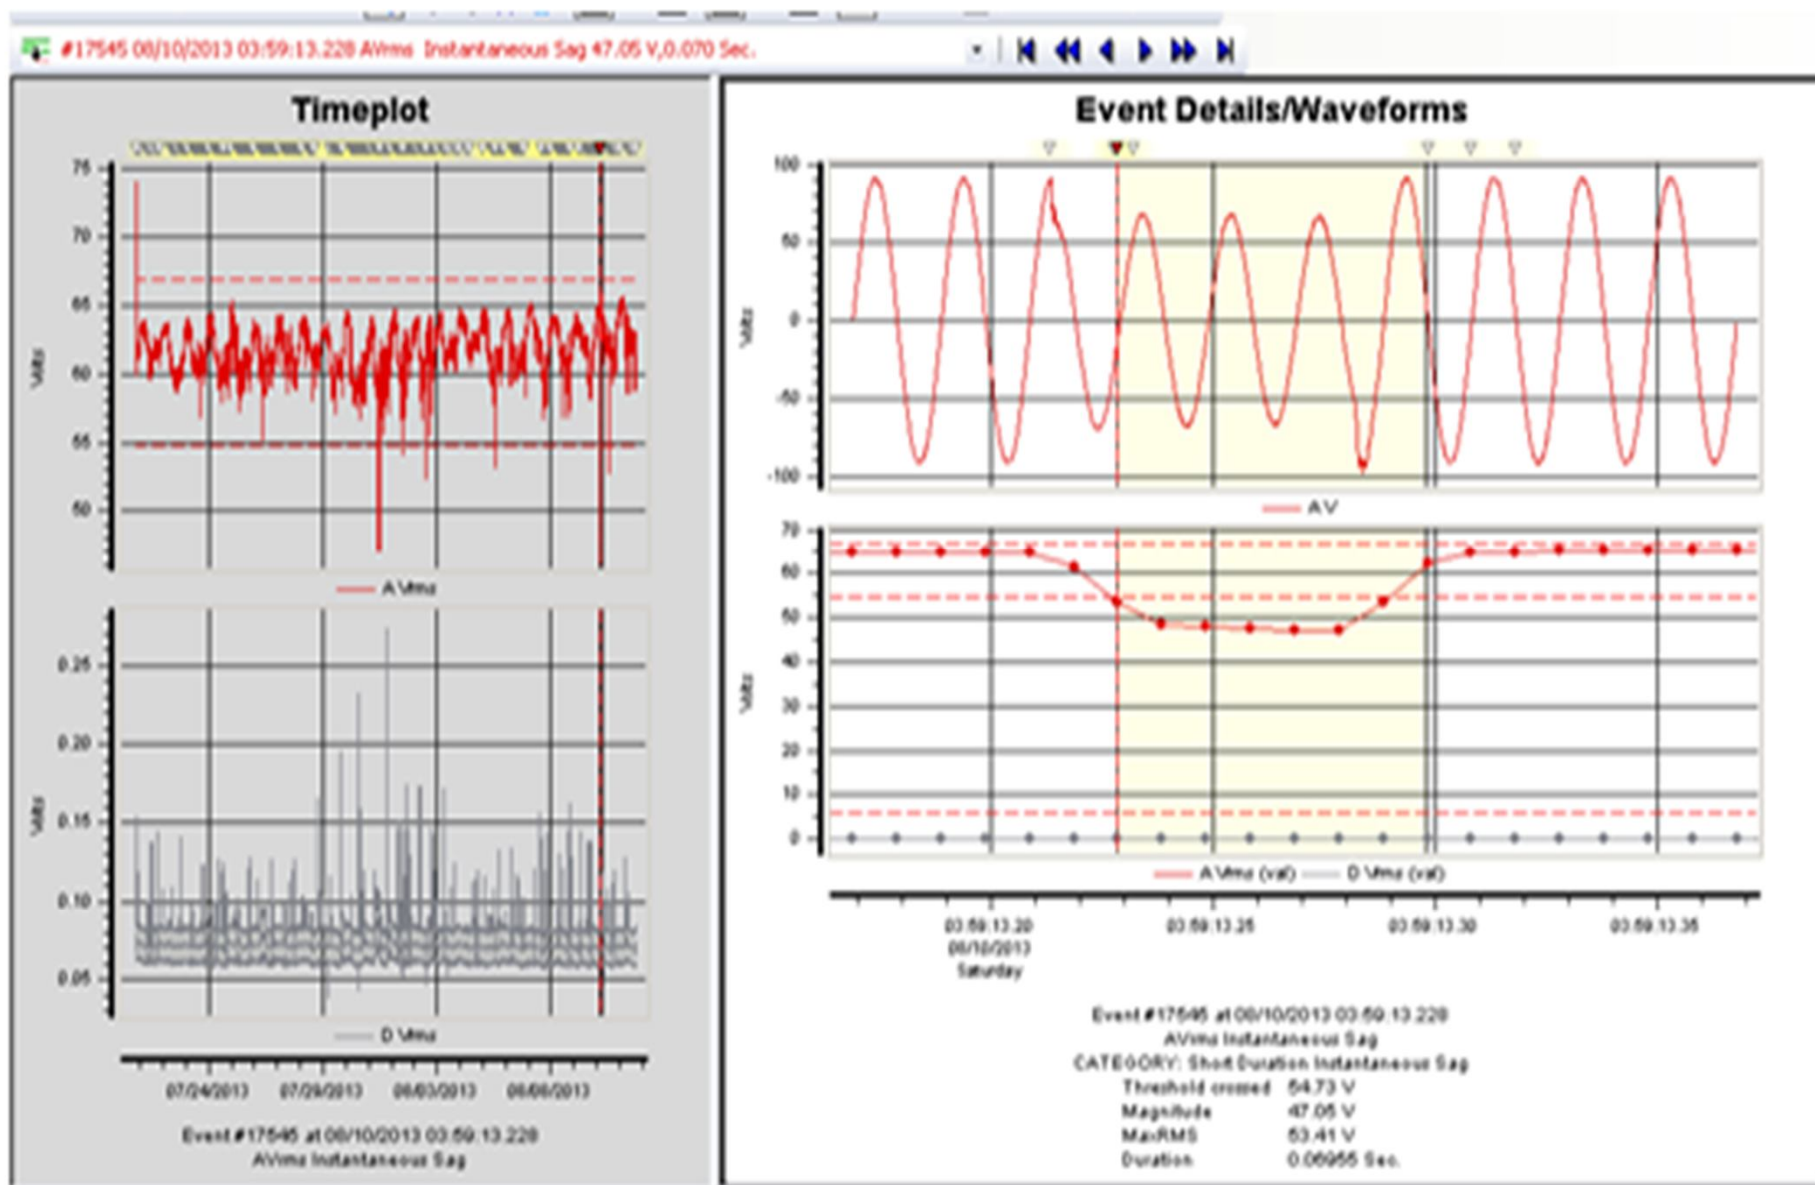 #17545 08/10/2013 03:59:13.228 AVrms Instantaneous Sag 47.05 V,0.070 Sec.
Timeplot
75
70
65
60
55
50
Volts
A Vrms
0.25
0.20
0.15
0.10
0.05
Volts
D Vrms
07/24/2013
07/29/2013
08/03/2013
08/08/2013
Event #17545 at 08/10/2013 03:59:13.228
AVrms Instantaneous Sag
Event Details/Waveforms
100
50
0
-50
-100
Volts
A V
70
60
50
40
30
20
10
0
Volts
A Vrms (val) D Vrms (val)
03:59:13.20
03:59:13.25
03:59:13.30
03:59:13.35
08/10/2013
Saturday
Event #17545 at 08/10/2013 03:59:13.228
AVrms Instantaneous Sag
CATEGORY: Short Duration Instantaneous Sag
Threshold crossed 54.73 V
Magnitude 47.05 V
MaxRMS 53.41 V
Duration 0.06955 Sec.